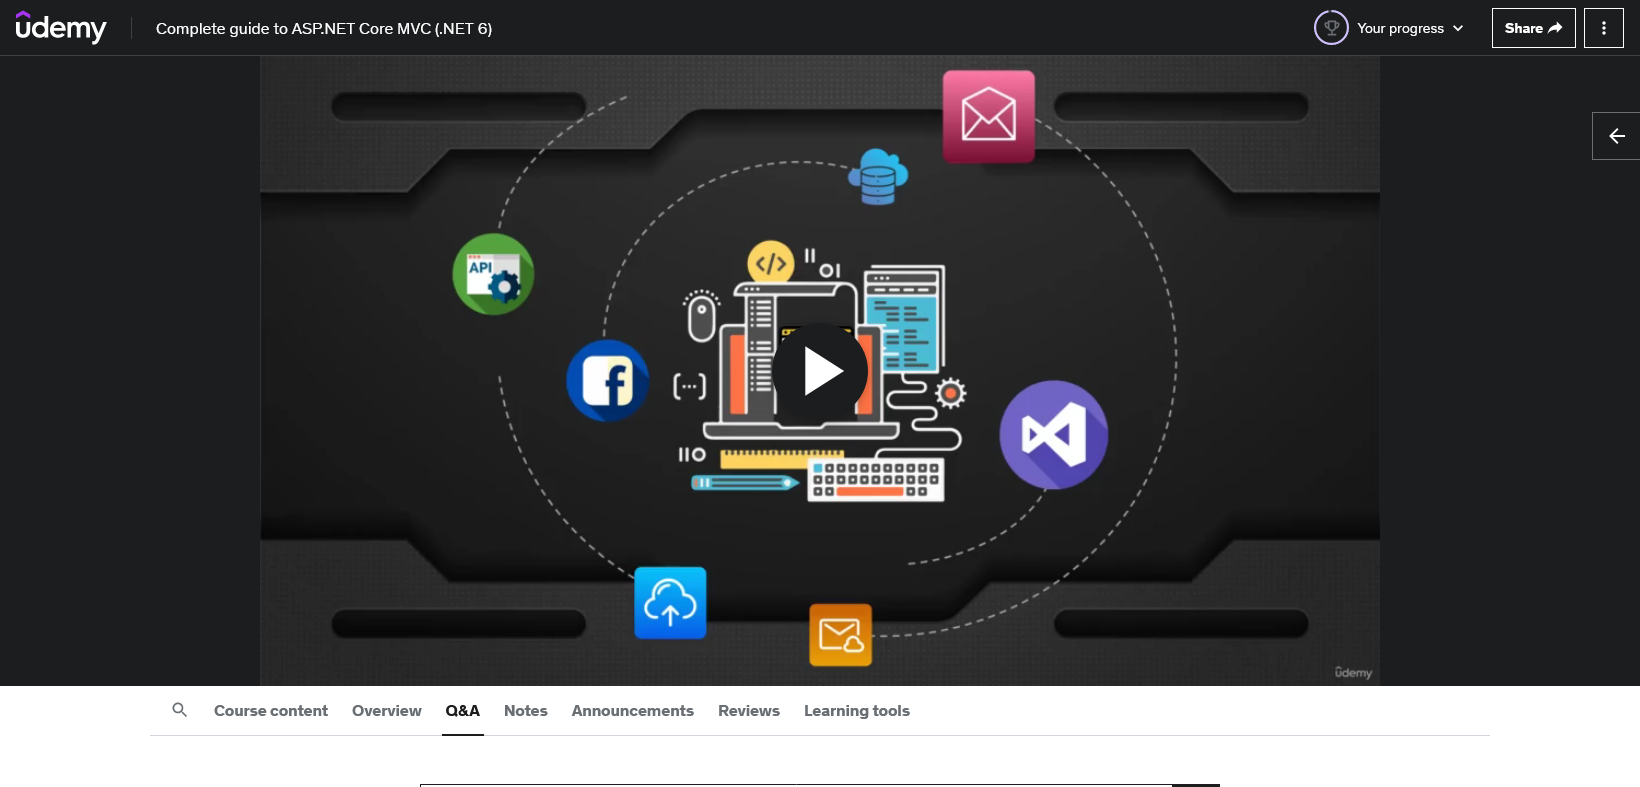 udemy
Complete guide to ASP.NET Core MVC (.NET 6)
Your progress
Share
API
</>
f
[...]
udemy
Course content
Overview
Q&A
Notes
Announcements
Reviews
Learning tools